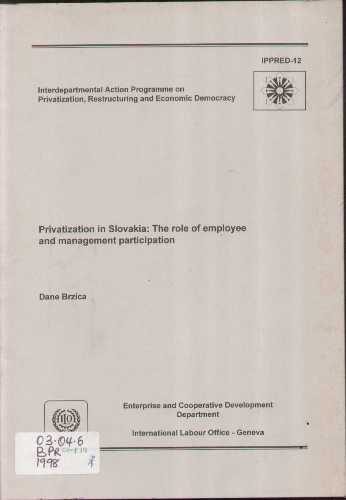 IPPRED-12
Interdepartmental Action Programme on
Privatization, Restructuring and Economic Democracy
Privatization in Slovakia: The role of employee
and management participation
Dane Brzica
Enterprise and Cooperative Development
Department
International Labour Office - Geneva
03.04.6
BPR
1998